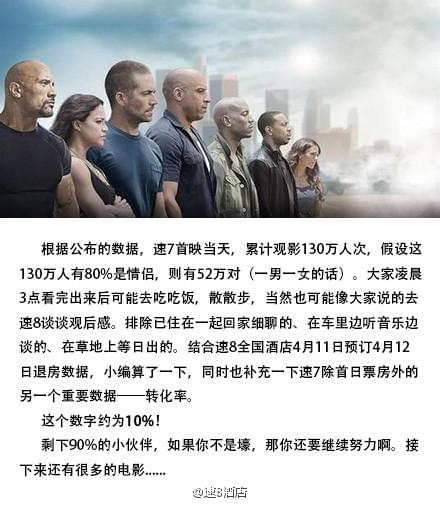 根据公布的数据，速7首映当天，累计观影130万人次，假设这
130万人有80%是情侣，则有52万对（一男一女的话）。大家凌晨
3点看完出来后可能去吃吃饭，散散步，当然也可能像大家说的去
速8谈谈观后感。排除已住在一起回家细聊的、在车里边听音乐边
谈的、在草地上等日出的。结合速8全国酒店4月11日预订4月12
日退房数据，小编算了一下，同时也补充一下速7除首日票房外的
另一个重要数据——转化率。
这个数字约为10%！
剩下90%的小伙伴，如果你不是壕，那你还要继续努力啊。接
下来还有很多的电影......
@速8酒店